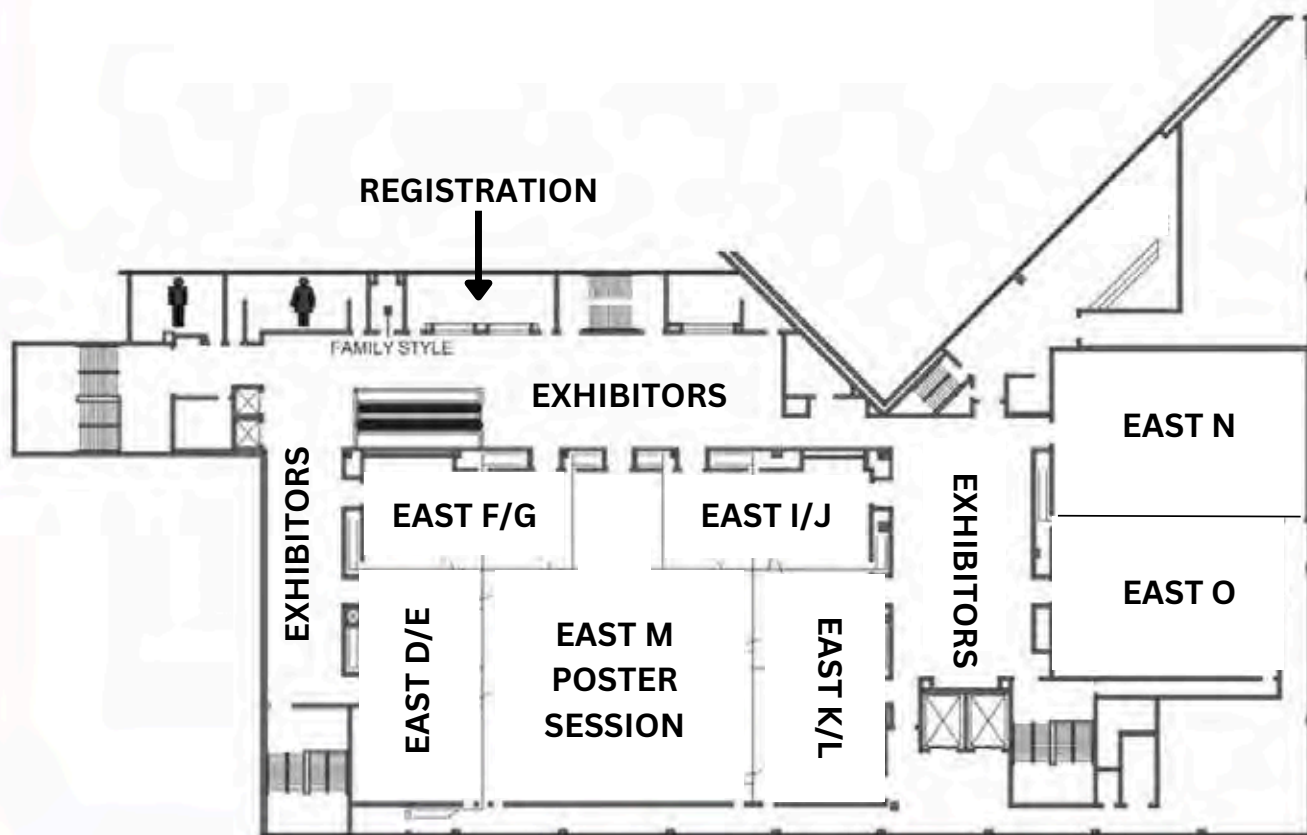 REGISTRATION
FAMILY STYLE
EXHIBITORS
EXHIBITORS
EAST F/G
EAST I/J
EXHIBITORS
EAST N
EAST D/E
EAST M
POSTER
SESSION
EAST K/L
EAST O